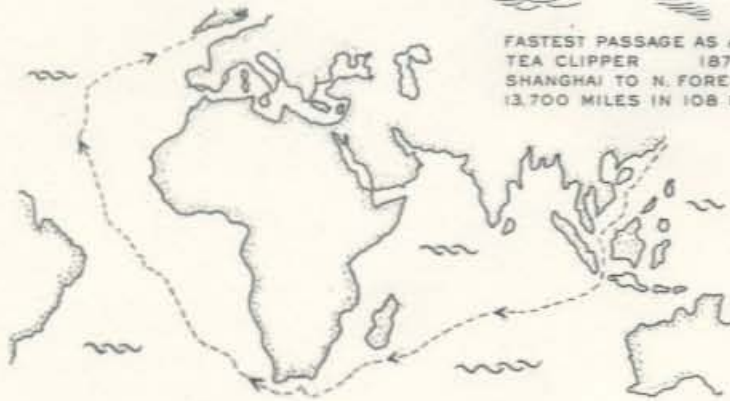 FASTEST PASSAGE AS
TEA CLIPPER 187
SHANGHAI TO N. FORE
13,700 MILES IN 108